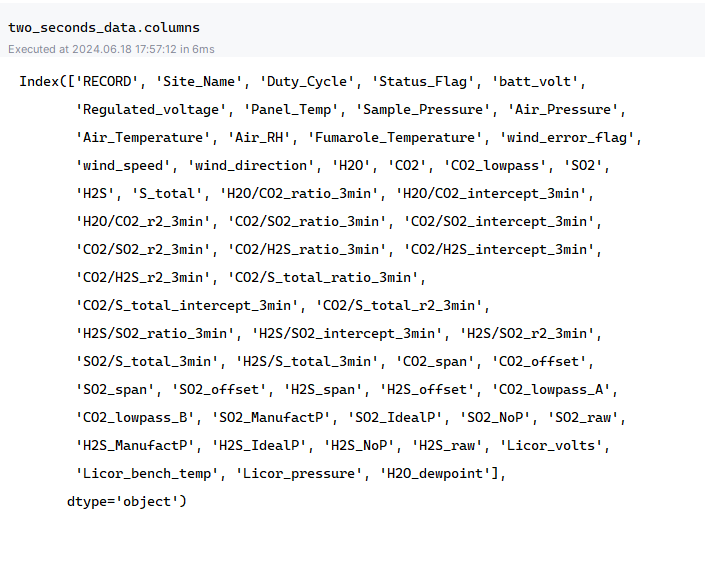 two_seconds_data.columns
Executed at 2024.06.18 17:57:12 in 6ms
Index(['RECORD', 'Site_Name', 'Duty_Cycle', 'Status_Flag', 'batt_volt',
'Regulated_voltage', 'Panel_Temp', 'Sample_Pressure', 'Air_Pressure',
'Air_Temperature', 'Air_RH', 'Fumarole_Temperature', 'wind_error_flag',
'wind_speed', 'wind_direction', 'H2O', 'CO2', 'CO2_lowpass', 'SO2',
'H2S', 'S_total', 'H2O/CO2_ratio_3min', 'H2O/CO2_intercept_3min',
'H2O/CO2_r2_3min', 'CO2/SO2_ratio_3min', 'CO2/SO2_intercept_3min',
'CO2/SO2_r2_3min', 'CO2/H2S_ratio_3min', 'CO2/H2S_intercept_3min',
'CO2/H2S_r2_3min', 'CO2/S_total_ratio_3min',
'CO2/S_total_intercept_3min', 'CO2/S_total_r2_3min',
'H2S/SO2_ratio_3min', 'H2S/SO2_intercept_3min', 'H2S/SO2_r2_3min',
'SO2/S_total_3min', 'H2S/S_total_3min', 'CO2_span', 'CO2_offset',
'SO2_span', 'SO2_offset', 'H2S_span', 'H2S_offset', 'CO2_lowpass_A',
'CO2_lowpass_B', 'SO2_ManufactP', 'SO2_IdealP', 'SO2_NoP', 'SO2_raw',
'H2S_ManufactP', 'H2S_IdealP', 'H2S_NoP', 'H2S_raw', 'Licor_volts',
'Licor_bench_temp', 'Licor_pressure', 'H2O_dewpoint'],
dtype='object')